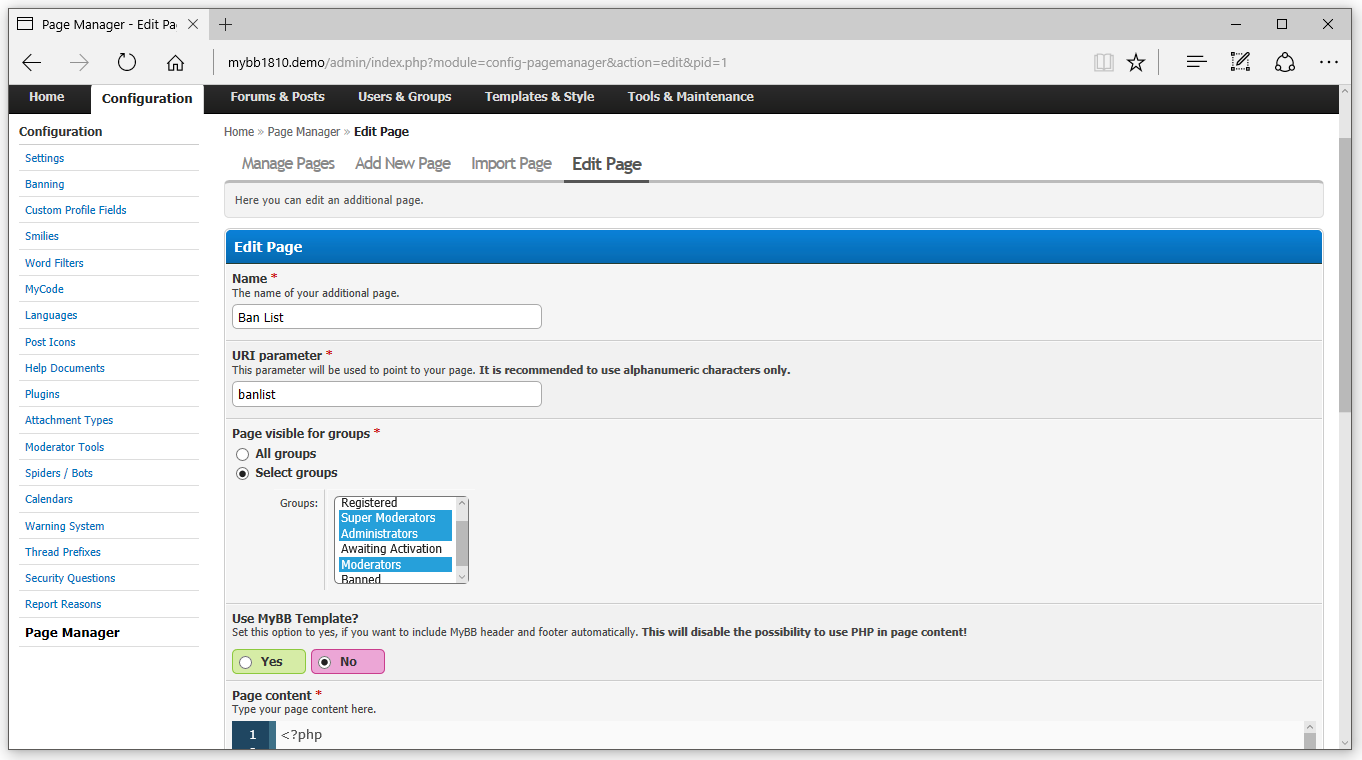 Page Manager - Edit Pa
mybb1810.demo/admin/index.php?module=config-pagemanager&action=edit&pid=1
Home
Configuration
Forums & Posts
Users & Groups
Templates & Style
Tools & Maintenance
Configuration
Settings
Banning
Custom Profile Fields
Smilies
Word Filters
MyCode
Languages
Post Icons
Help Documents
Plugins
Attachment Types
Moderator Tools
Spiders / Bots
Calendars
Warning System
Thread Prefixes
Security Questions
Report Reasons
Page Manager
Home » Page Manager » Edit Page
Manage Pages
Add New Page
Import Page
Edit Page
Here you can edit an additional page.
Edit Page
Name *
The name of your additional page.
Ban List
URI parameter *
This parameter will be used to point to your page. It is recommended to use alphanumeric characters only.
banlist
Page visible for groups *
All groups
Select groups
Groups:
Registered
Super Moderators
Administrators
Awaiting Activation
Moderators
Banned
Use MyBB Template?
Set this option to yes, if you want to include MyBB header and footer automatically. This will disable the possibility to use PHP in page content!
Yes
No
Page content *
Type your page content here.
1 <?php